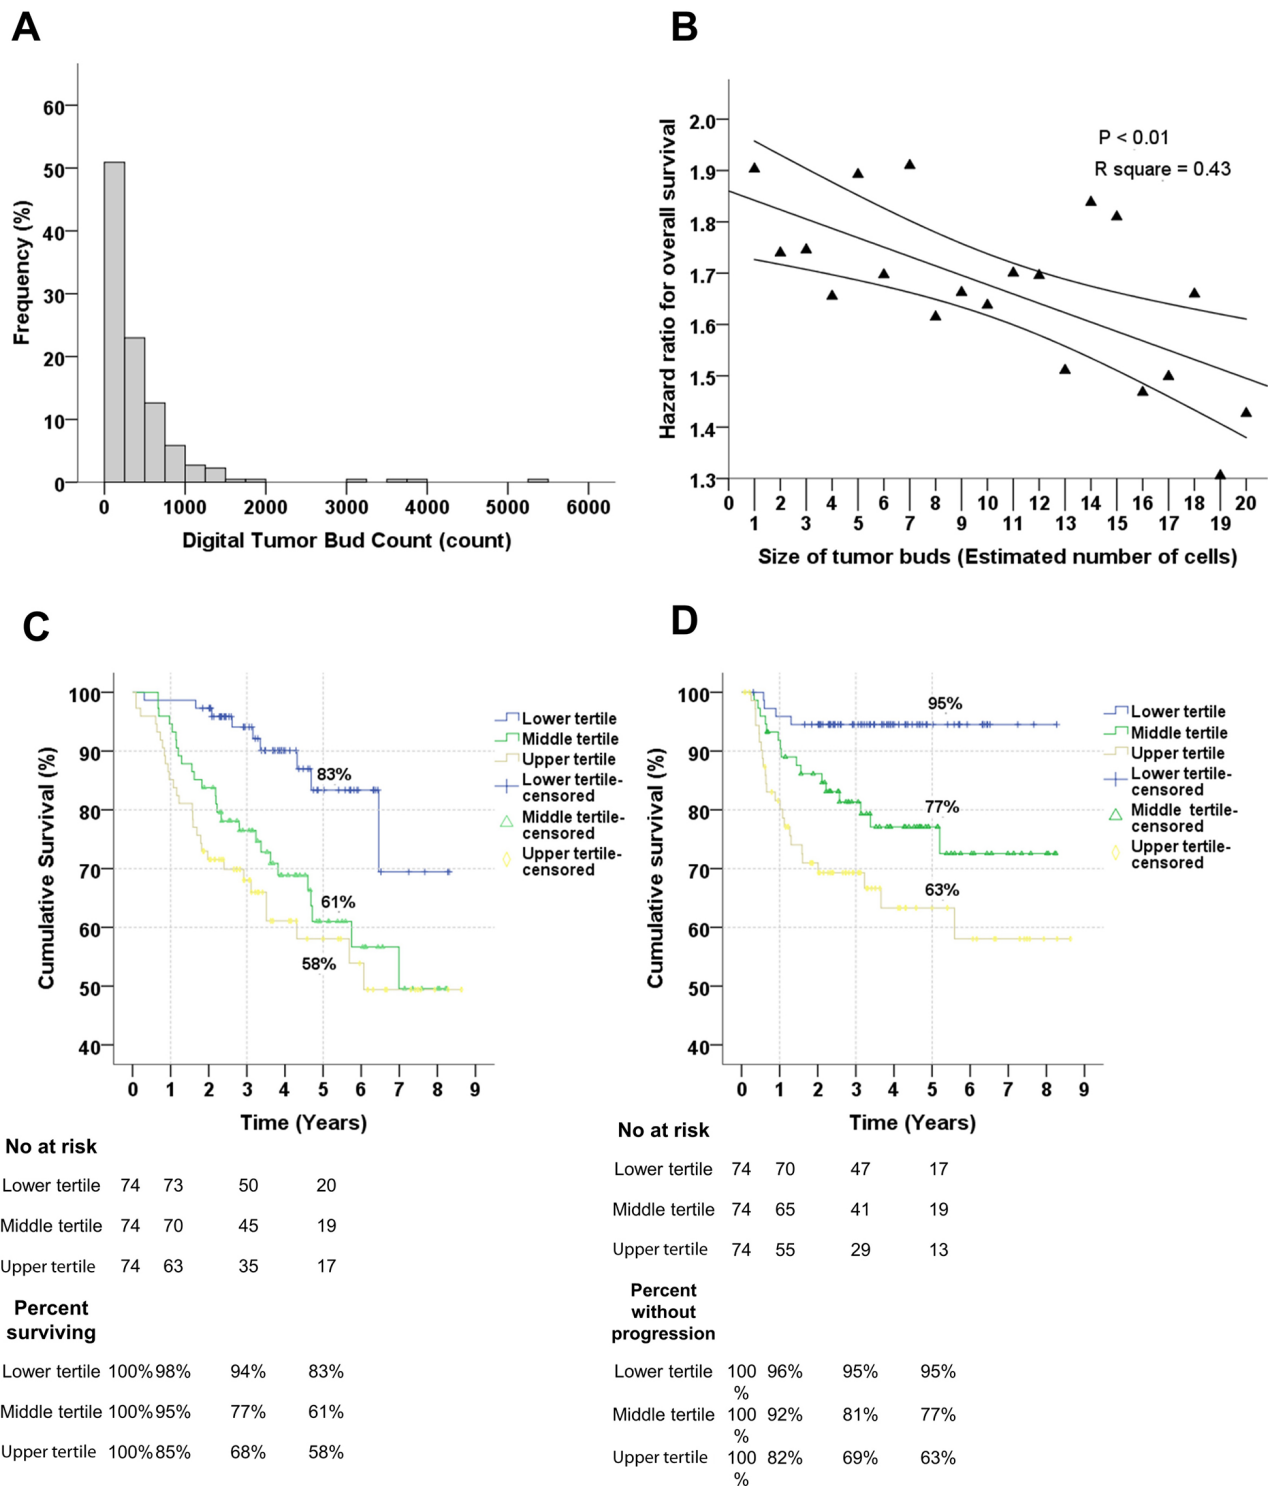 A
60
50
40
30
20
10
0
Frequency (%)
0 1000 2000 3000 4000 5000 6000
Digital Tumor Bud Count (count)
B
2.0
1.9
1.8
1.7
1.6
1.5
1.4
1.3
Hazard ratio for overall survival
P < 0.01
R square = 0.43
0 2 4 6 8 10 12 14 16 18 20
1 3 5 7 9 11 13 15 17 19
Size of tumor buds (Estimated number of cells)
C
100
90
80
70
60
50
40
Cumulative Survival (%)
83%
61%
58%
Lower tertile
Middle tertile
Upper tertile
Lower tertile-
censored
Middle tertile-
censored
Upper tertile-
censored
0 1 2 3 4 5 6 7 8 9
Time (Years)
No at risk
Lower tertile 74 73 50 20
Middle tertile 74 70 45 19
Upper tertile 74 63 35 17
Percent
surviving
Lower tertile 100% 98% 94% 83%
Middle tertile 100% 95% 77% 61%
Upper tertile 100% 85% 68% 58%
D
100
90
80
70
60
50
40
Cumulative survival (%)
95%
77%
63%
Lower tertile
Middle tertile
Upper tertile
Lower tertile-
censored
Middle tertile-
censored
Upper tertile-
censored
0 1 2 3 4 5 6 7 8 9
Time (Years)
No at risk
Lower tertile 74 70 47 17
Middle tertile 74 65 41 19
Upper tertile 74 55 29 13
Percent
without
progression
Lower tertile 100 96% 95% 95%
%
Middle tertile 100 92% 81% 77%
%
Upper tertile 100 82% 69% 63%
%